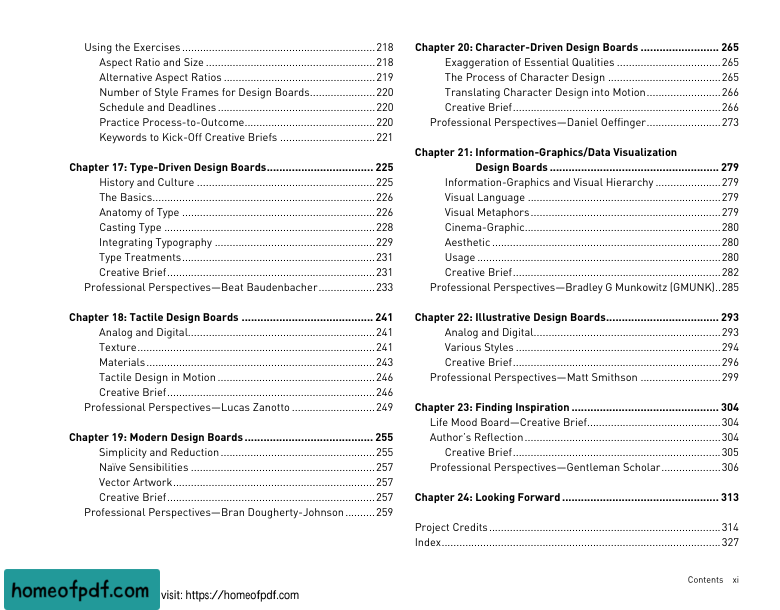 Using the Exercises ..... 218
Aspect Ratio and Size ..... 218
Alternative Aspect Ratios ..... 219
Number of Style Frames for Design Boards..... 220
Schedule and Deadlines ..... 220
Practice Process-to-Outcome..... 220
Keywords to Kick-Off Creative Briefs ..... 221
Chapter 17: Type-Driven Design Boards..... 225
History and Culture ..... 225
The Basics..... 226
Anatomy of Type ..... 226
Casting Type ..... 228
Integrating Typography ..... 229
Type Treatments..... 231
Creative Brief..... 231
Professional Perspectives—Beat Baudenbacher..... 233
Chapter 18: Tactile Design Boards ..... 241
Analog and Digital..... 241
Texture..... 241
Materials..... 243
Tactile Design in Motion ..... 246
Creative Brief..... 246
Professional Perspectives—Lucas Zanotto ..... 249
Chapter 19: Modern Design Boards ..... 255
Simplicity and Reduction..... 255
Naïve Sensibilities ..... 257
Vector Artwork..... 257
Creative Brief..... 257
Professional Perspectives—Bran Dougherty-Johnson ..... 259
Chapter 20: Character-Driven Design Boards ..... 265
Exaggeration of Essential Qualities ..... 265
The Process of Character Design ..... 265
Translating Character Design into Motion..... 266
Creative Brief..... 266
Professional Perspectives—Daniel Oeffinger..... 273
Chapter 21: Information-Graphics/Data Visualization
Design Boards ..... 279
Information-Graphics and Visual Hierarchy ..... 279
Visual Language ..... 279
Visual Metaphors ..... 279
Cinema-Graphic..... 280
Aesthetic ..... 280
Usage ..... 280
Creative Brief..... 282
Professional Perspectives—Bradley G Munkowitz (GMUNK)..285
Chapter 22: Illustrative Design Boards..... 293
Analog and Digital..... 293
Various Styles ..... 294
Creative Brief..... 296
Professional Perspectives—Matt Smithson ..... 299
Chapter 23: Finding Inspiration ..... 304
Life Mood Board—Creative Brief..... 304
Author's Reflection..... 304
Creative Brief..... 305
Professional Perspectives—Gentleman Scholar..... 306
Chapter 24: Looking Forward ..... 313
Project Credits ..... 314
Index..... 327
Contents xi
homeofpdf.com visit: https://homeofpdf.com